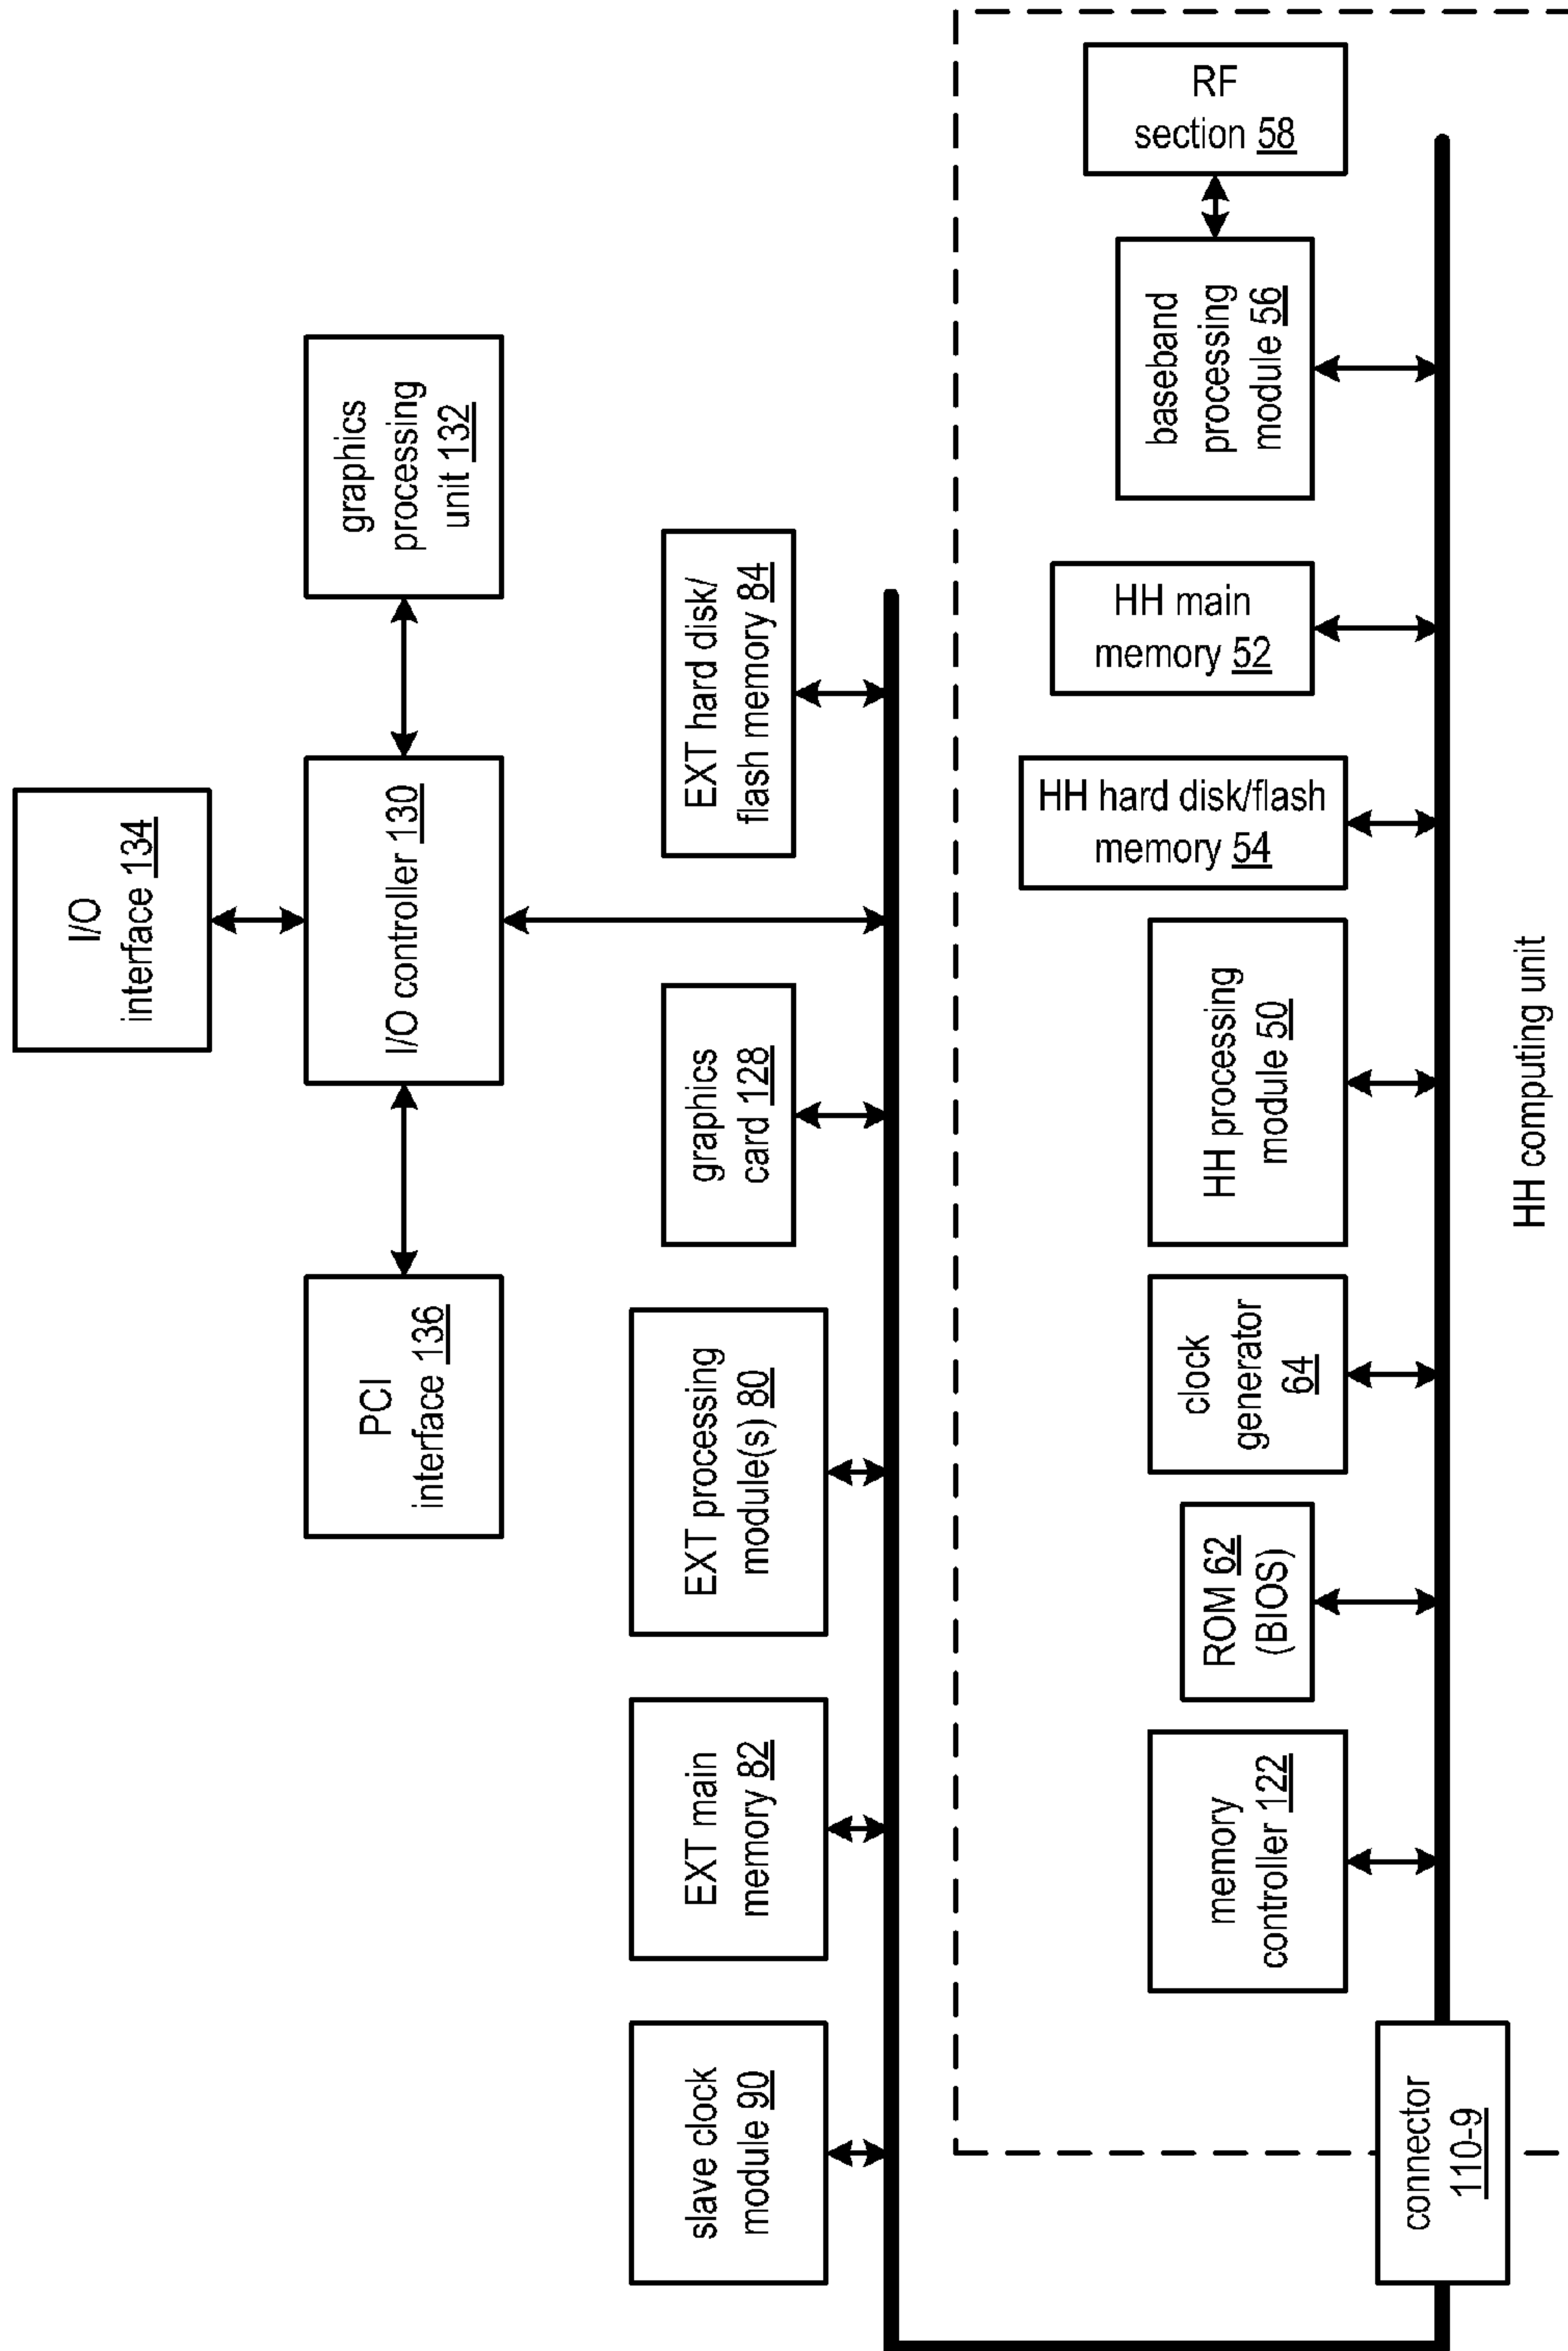 I/O
interface 134
PCI
interface 136
I/O controller 130
graphics
processing
unit 132
slave clock
module 90
EXT main
memory 82
EXT processing
module(s) 80
graphics
card 128
EXT hard disk/
flash memory 84
connector
110-9
memory
controller 122
ROM 62
(BIOS)
clock
generator
64
HH processing
module 50
HH hard disk/flash
memory 54
HH main
memory 52
baseband
processing
module 56
RF
section 58
HH computing unit